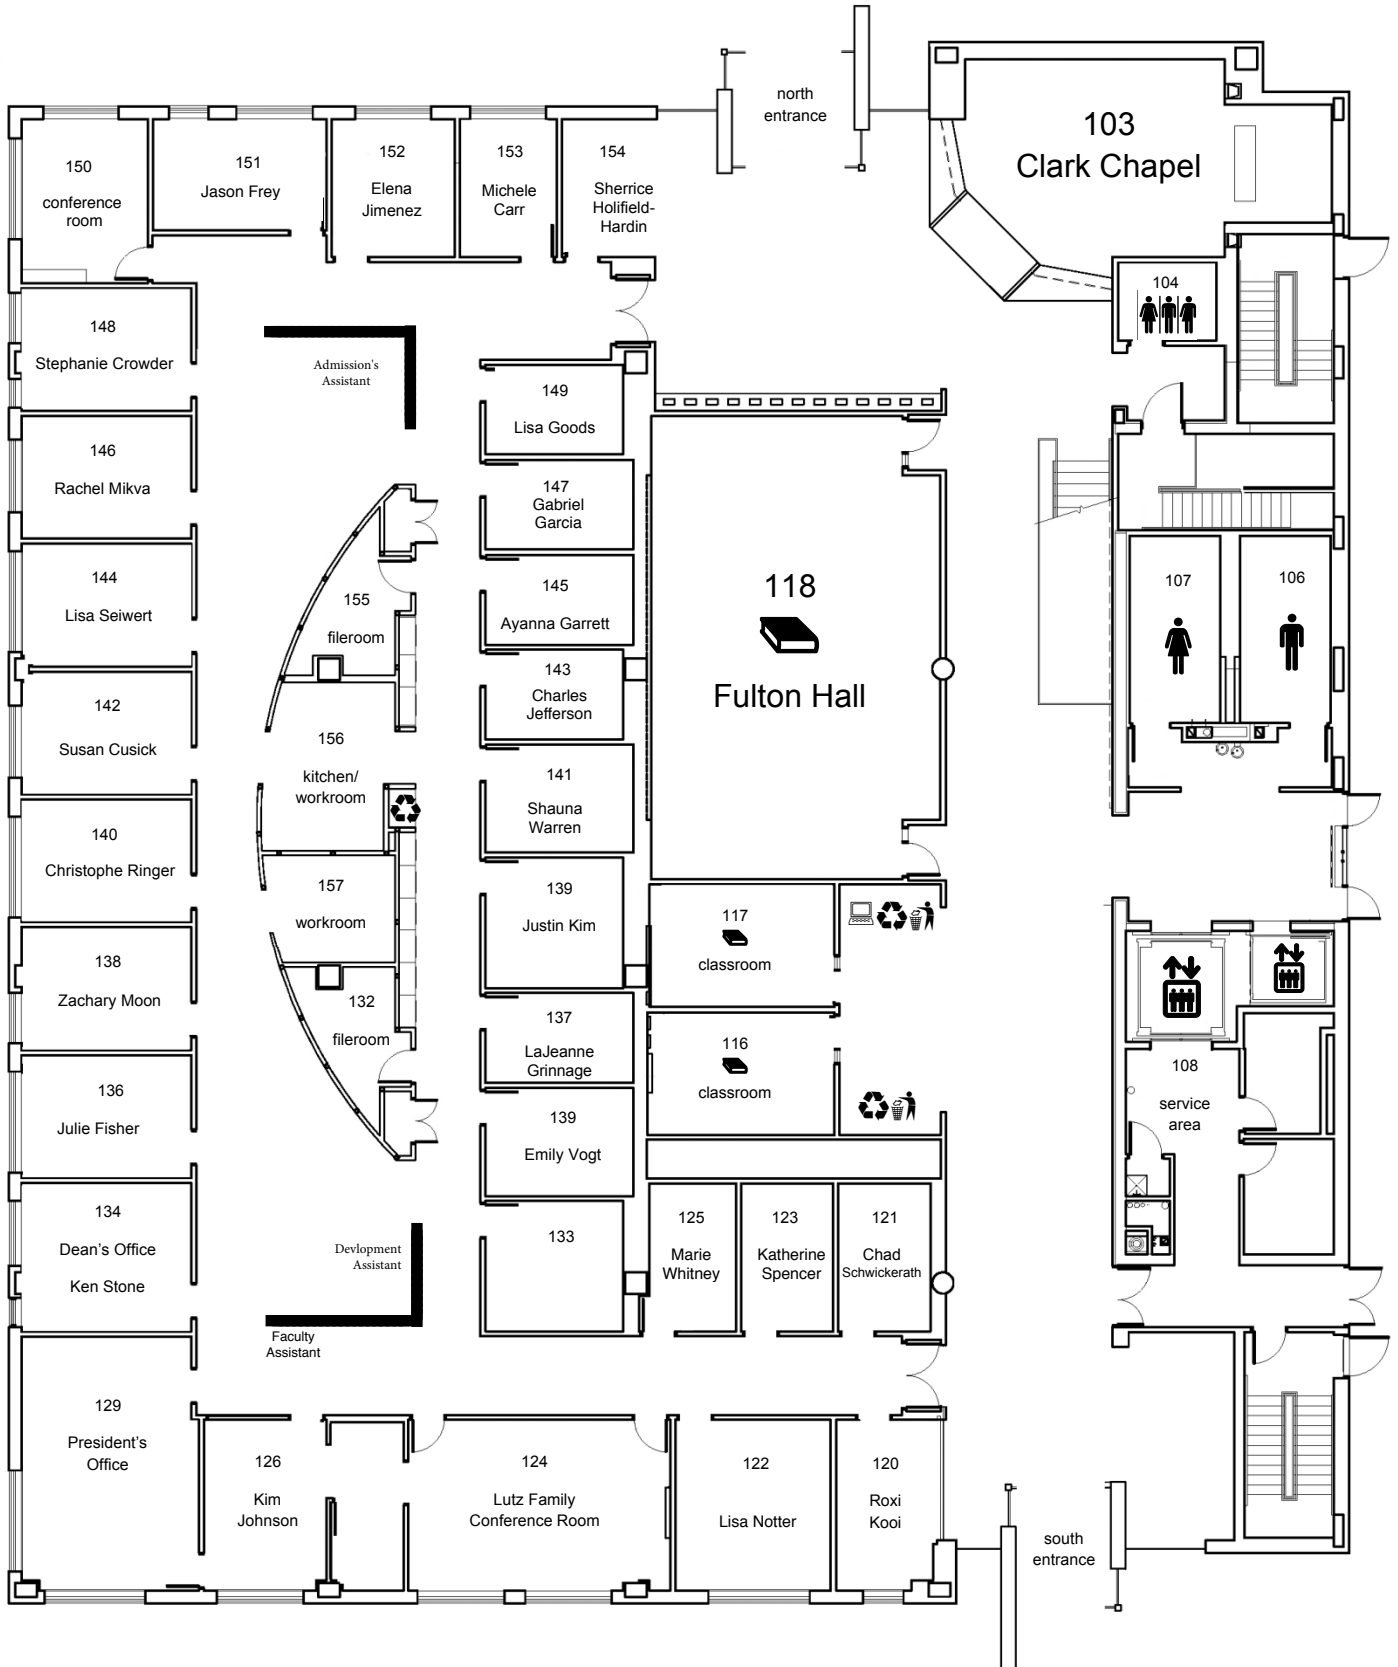 north
entrance
103
Clark Chapel
150
conference
room
151
Jason Frey
152
Elena
Jimenez
153
Michele
Carr
154
Sherrice
Holifield-
Hardin
104
148
Stephanie Crowder
Admission's
Assistant
149
Lisa Goods
146
Rachel Mikva
147
Gabriel
Garcia
144
Lisa Seiwert
155
fileroom
145
Ayanna Garrett
118
Fulton Hall
107
106
142
Susan Cusick
156
kitchen/
workroom
143
Charles
Jefferson
141
Shauna
Warren
140
Christophe Ringer
157
workroom
139
Justin Kim
117
classroom
138
Zachary Moon
132
fileroom
137
LaJeanne
Grinnage
116
classroom
108
service
area
136
Julie Fisher
139
Emily Vogt
134
Dean's Office
Ken Stone
Devlopment
Assistant
133
125
Marie
Whitney
123
Katherine
Spencer
121
Chad
Schwickerath
Faculty
Assistant
129
President's
Office
126
Kim
Johnson
124
Lutz Family
Conference Room
122
Lisa Notter
120
Roxi
Kooi
south
entrance